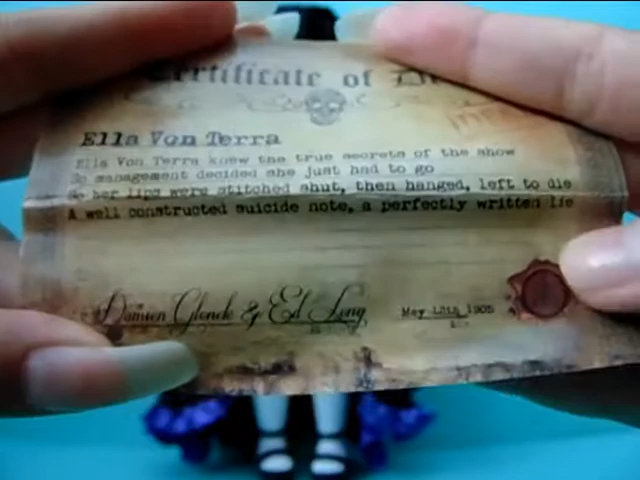 Certificate of
Ella Von Terra
Ella Von Terra knew the true secrets of the show
So management decided she just had to go
So her lips were stitched shut, then hanged, left to die
A well constructed suicide note, a perfectly written lie
Damien Glonde & Ed Long May 12th 1905